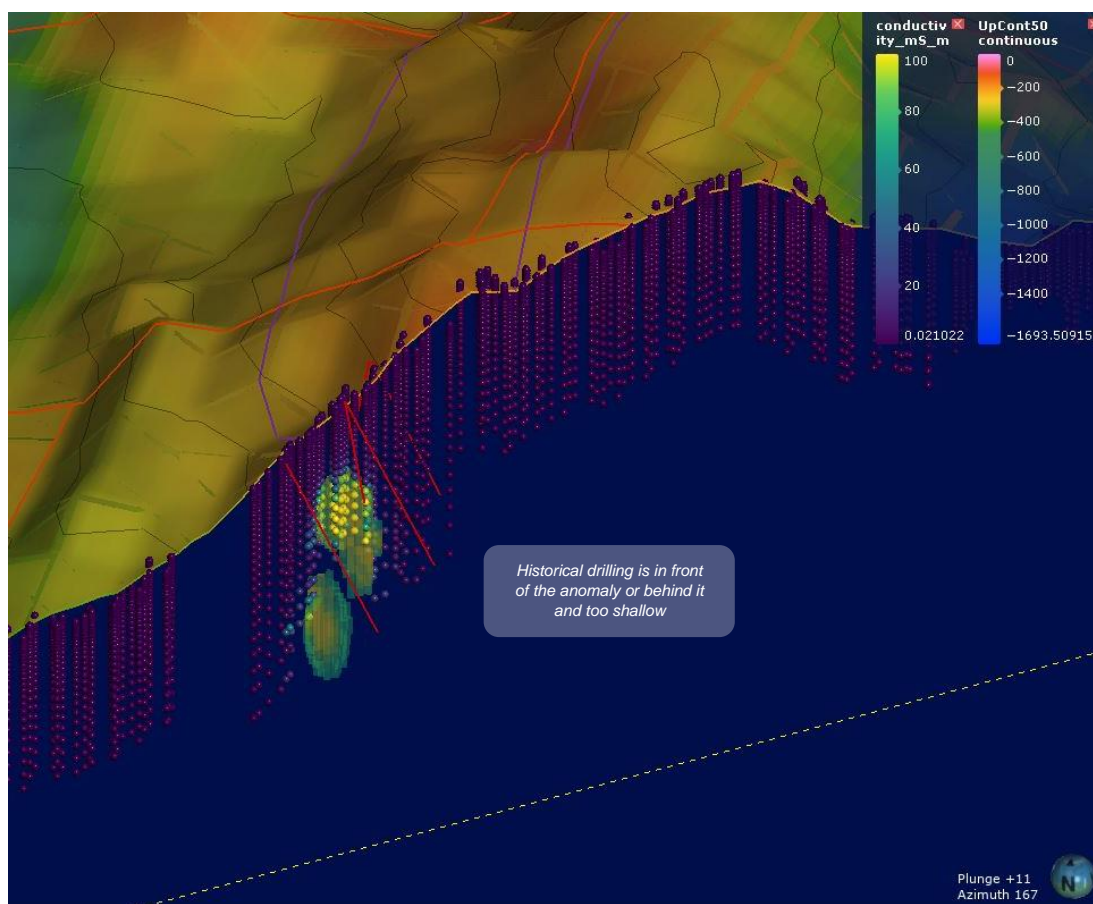 conductiv
ity_mS_m
100
80
60
40
20
0.021022
UpCont50
continuous
0
-200
-400
-600
-800
-1000
-1200
-1400
-1693.50915
Historical drilling is in front
of the anomaly or behind it
and too shallow
Plunge +11
Azimuth 167
N